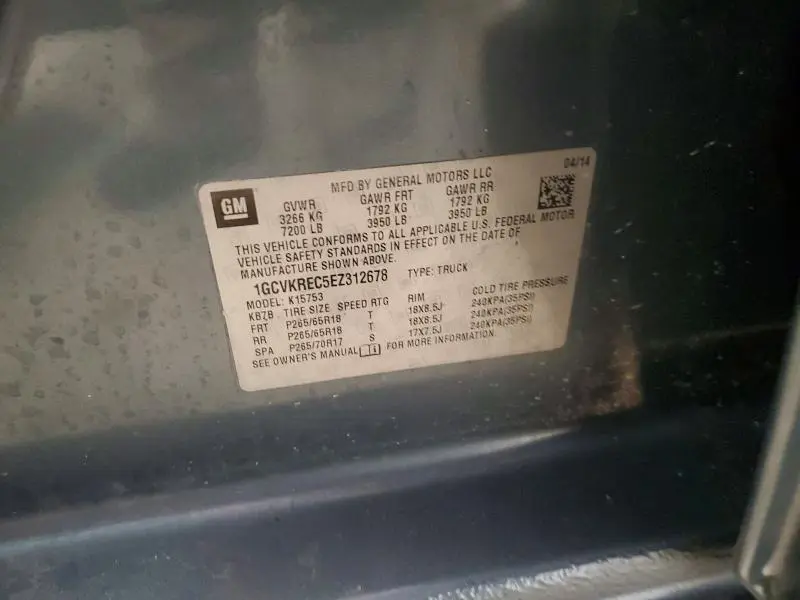 04/14
GM
MFD BY GENERAL MOTORS LLC
GVWR GAWR FRT GAWR RR
3266 KG 1792 KG 1792 KG
7200 LB 3950 LB 3950 LB
THIS VEHICLE CONFORMS TO ALL APPLICABLE U.S. FEDERAL MOTOR
VEHICLE SAFETY STANDARDS IN EFFECT ON THE DATE OF
MANUFACTURE SHOWN ABOVE.
1GCVKREC5EZ312678 TYPE: TRUCK
MODEL: K15753
KBZB TIRE SIZE SPEED RTG RIM COLD TIRE PRESSURE
FRT P265/65R18 T 18X8.5J 240KPA(35PSI)
RR P265/65R18 T 18X8.5J 240KPA(35PSI)
SPA P265/70R17 S 17X7.5J 240KPA(35PSI)
SEE OWNER'S MANUAL FOR MORE INFORMATION.